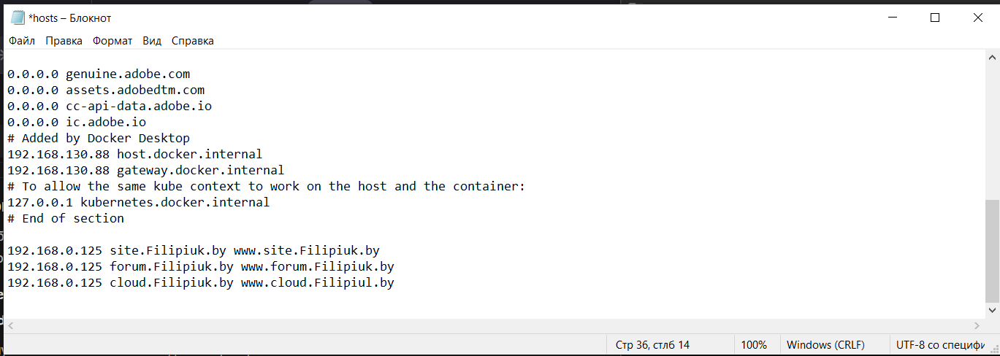 *hosts – Блокнот
Файл Правка Формат Вид Справка
0.0.0.0 genuine.adobe.com
0.0.0.0 assets.adobedtm.com
0.0.0.0 cc-api-data.adobe.io
0.0.0.0 ic.adobe.io
# Added by Docker Desktop
192.168.130.88 host.docker.internal
192.168.130.88 gateway.docker.internal
# To allow the same kube context to work on the host and the container:
127.0.0.1 kubernetes.docker.internal
# End of section
192.168.0.125 site.Filipiuk.by www.site.Filipiuk.by
192.168.0.125 forum.Filipiuk.by www.forum.Filipiuk.by
192.168.0.125 cloud.Filipiuk.by www.cloud.Filipiul.by
Стр 36, стлб 14 100% Windows (CRLF) UTF-8 со специфи